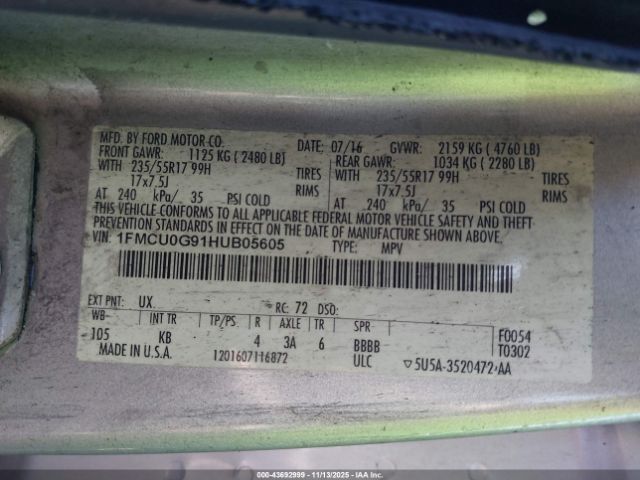 MFD. BY FORD MOTOR CO. DATE: 07/16 GVWR: 2159 KG ( 4760 LB)
FRONT GAWR: 1125 KG ( 2480 LB) REAR GAWR: 1034 KG ( 2280 LB)
WITH 235/55R17 99H TIRES WITH 235/55R17 99H TIRES
17x7.5J RIMS 17x7.5J RIMS
AT 240 kPa/ 35 PSI COLD AT 240 kPa/ 35 PSI COLD
THIS VEHICLE CONFORMS TO ALL APPLICABLE FEDERAL MOTOR VEHICLE SAFETY AND THEFT
PREVENTION STANDARDS IN EFFECT ON THE DATE OF MANUFACTURE SHOWN ABOVE.
VIN: 1FMCU0G91HUB05605 TYPE: MPV
EXT PNT: UX RC: 72 DSO:
WB INT TR TP/PS R AXLE TR SPR F0054
105 KB 4 3A 6 BBBB T0302
MADE IN U.S.A. 1201607116872 ULC ▽5U5A-3520472-AA
000-43692999 — 11/13/2025 — IAAI.COM